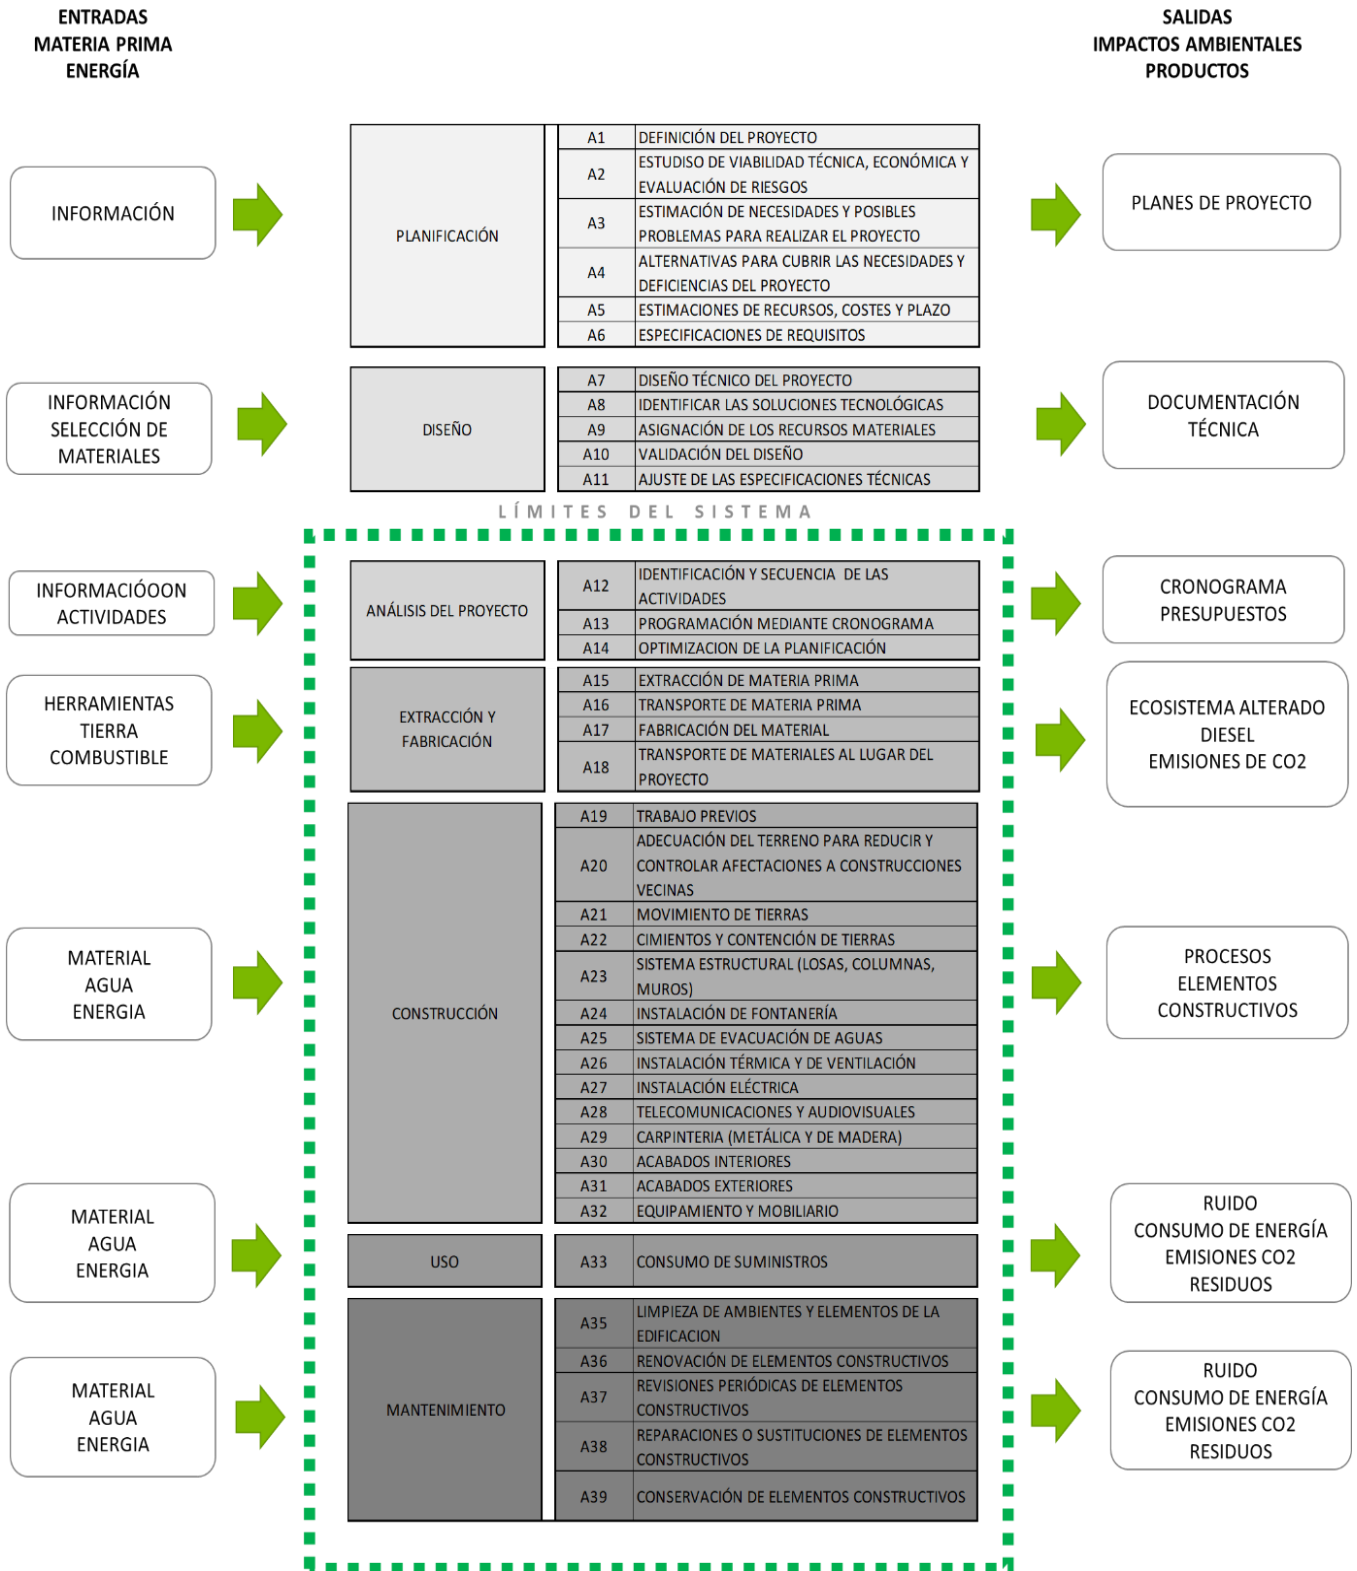 ENTRADAS
MATERIA PRIMA
ENERGÍA
SALIDAS
IMPACTOS AMBIENTALES
PRODUCTOS
INFORMACIÓN
PLANIFICACIÓN
A1 DEFINICIÓN DEL PROYECTO
A2 ESTUDISO DE VIABILIDAD TÉCNICA, ECONÓMICA Y
EVALUACIÓN DE RIESGOS
A3 ESTIMACIÓN DE NECESIDADES Y POSIBLES
PROBLEMAS PARA REALIZAR EL PROYECTO
A4 ALTERNATIVAS PARA CUBRIR LAS NECESIDADES Y
DEFICIENCIAS DEL PROYECTO
A5 ESTIMACIONES DE RECURSOS, COSTES Y PLAZO
A6 ESPECIFICACIONES DE REQUISITOS
PLANES DE PROYECTO
INFORMACIÓN
SELECCIÓN DE
MATERIALES
DISEÑO
A7 DISEÑO TÉCNICO DEL PROYECTO
A8 IDENTIFICAR LAS SOLUCIONES TECNOLÓGICAS
A9 ASIGNACIÓN DE LOS RECURSOS MATERIALES
A10 VALIDACIÓN DEL DISEÑO
A11 AJUSTE DE LAS ESPECIFICACIONES TÉCNICAS
DOCUMENTACIÓN
TÉCNICA
LÍMITES DEL SISTEMA
INFORMACIÓOON
ACTIVIDADES
ANÁLISIS DEL PROYECTO
A12 IDENTIFICACIÓN Y SECUENCIA DE LAS
ACTIVIDADES
A13 PROGRAMACIÓN MEDIANTE CRONOGRAMA
A14 OPTIMIZACION DE LA PLANIFICACIÓN
CRONOGRAMA
PRESUPUESTOS
HERRAMIENTAS
TIERRA
COMBUSTIBLE
EXTRACCIÓN Y
FABRICACIÓN
A15 EXTRACCIÓN DE MATERIA PRIMA
A16 TRANSPORTE DE MATERIA PRIMA
A17 FABRICACIÓN DEL MATERIAL
A18 TRANSPORTE DE MATERIALES AL LUGAR DEL
PROYECTO
ECOSISTEMA ALTERADO
DIESEL
EMISIONES DE CO2
MATERIAL
AGUA
ENERGIA
CONSTRUCCIÓN
A19 TRABAJO PREVIOS
A20 ADECUACIÓN DEL TERRENO PARA REDUCIR Y
CONTROLAR AFECTACIONES A CONSTRUCCIONES
VECINAS
A21 MOVIMIENTO DE TIERRAS
A22 CIMIENTOS Y CONTENCIÓN DE TIERRAS
A23 SISTEMA ESTRUCTURAL (LOSAS, COLUMNAS,
MUROS)
A24 INSTALACIÓN DE FONTANERÍA
A25 SISTEMA DE EVACUACIÓN DE AGUAS
A26 INSTALACIÓN TÉRMICA Y DE VENTILACIÓN
A27 INSTALACIÓN ELÉCTRICA
A28 TELECOMUNICACIONES Y AUDIOVISUALES
A29 CARPINTERIA (METÁLICA Y DE MADERA)
A30 ACABADOS INTERIORES
A31 ACABADOS EXTERIORES
A32 EQUIPAMIENTO Y MOBILIARIO
PROCESOS
ELEMENTOS
CONSTRUCTIVOS
MATERIAL
AGUA
ENERGIA
USO
A33 CONSUMO DE SUMINISTROS
RUIDO
CONSUMO DE ENERGÍA
EMISIONES CO2
RESIDUOS
MATERIAL
AGUA
ENERGIA
MANTENIMIENTO
A35 LIMPIEZA DE AMBIENTES Y ELEMENTOS DE LA
EDIFICACION
A36 RENOVACIÓN DE ELEMENTOS CONSTRUCTIVOS
A37 REVISIONES PERIÓDICAS DE ELEMENTOS
CONSTRUCTIVOS
A38 REPARACIONES O SUSTITUCIONES DE ELEMENTOS
CONSTRUCTIVOS
A39 CONSERVACIÓN DE ELEMENTOS CONSTRUCTIVOS
RUIDO
CONSUMO DE ENERGÍA
EMISIONES CO2
RESIDUOS